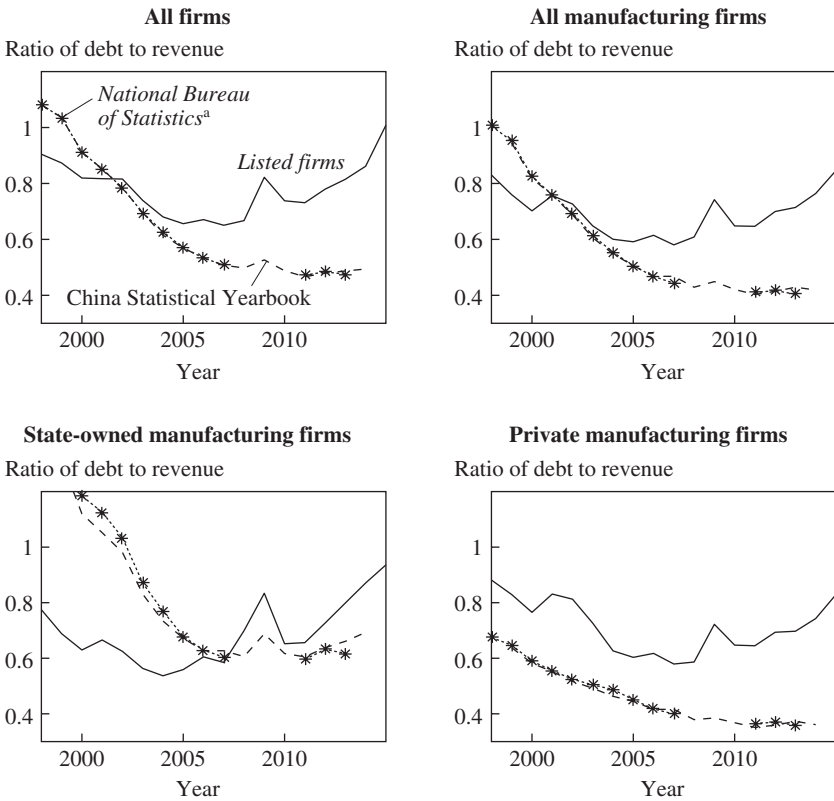 All firms
Ratio of debt to revenue
1
0.8
0.6
0.4
National Bureau
of Statisticsᵃ
Listed firms
China Statistical Yearbook
2000 2005 2010
Year
All manufacturing firms
Ratio of debt to revenue
1
0.8
0.6
0.4
2000 2005 2010
Year
State-owned manufacturing firms
Ratio of debt to revenue
1
0.8
0.6
0.4
2000 2005 2010
Year
Private manufacturing firms
Ratio of debt to revenue
1
0.8
0.6
0.4
2000 2005 2010
Year